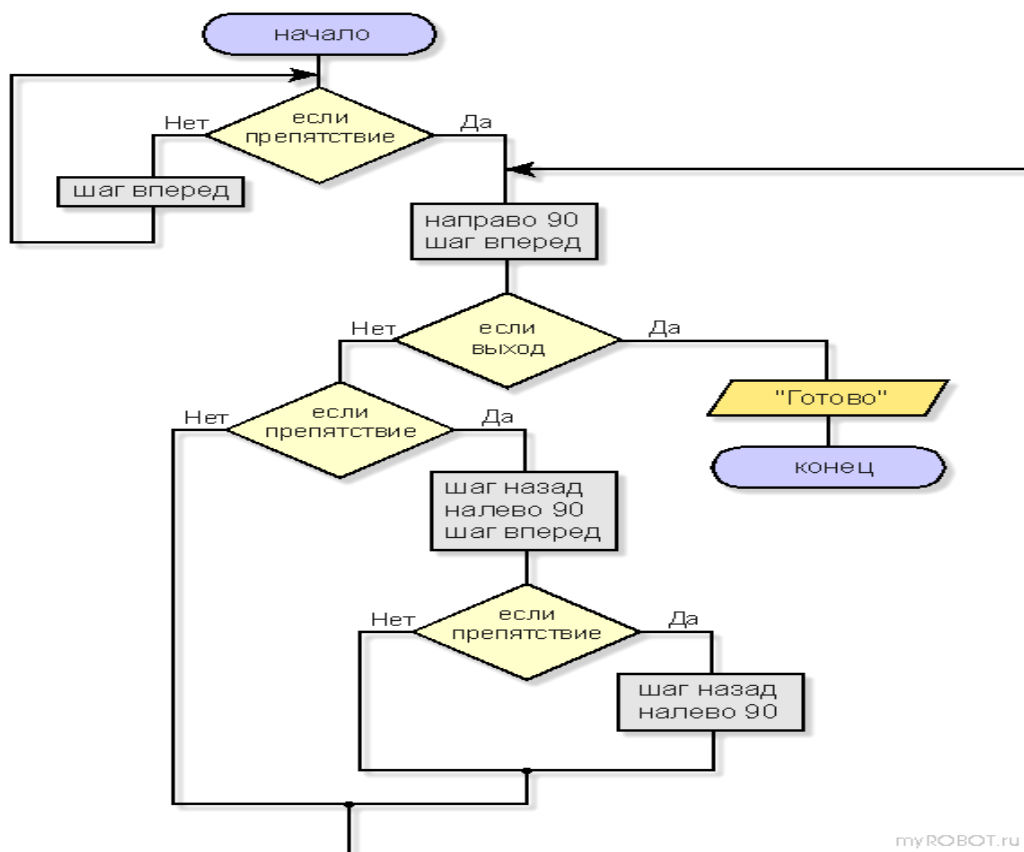 начало
если
препятствие
Нет
Да
шаг вперед
направо 90
шаг вперед
если
выход
Нет
Да
"Готово"
конец
если
препятствие
Нет
Да
шаг назад
налево 90
шаг вперед
если
препятствие
Нет
Да
шаг назад
налево 90
myROBOT.ru